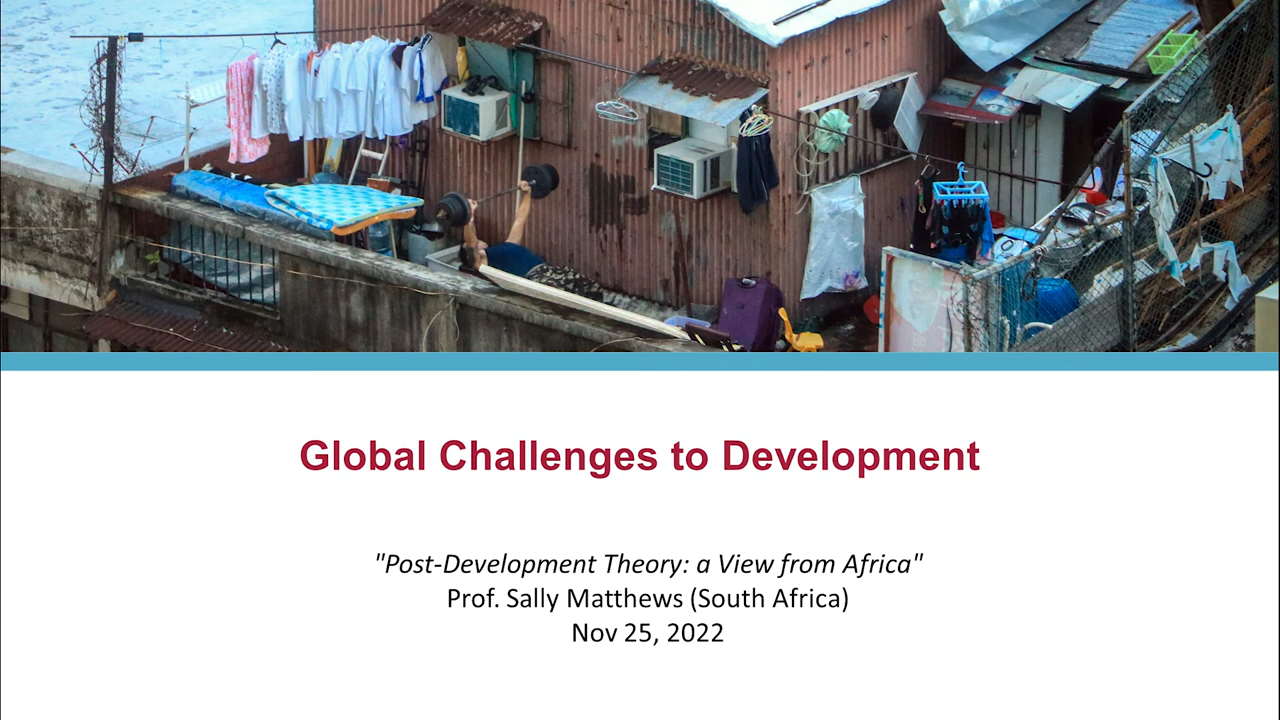 Global Challenges to Development
"Post-Development Theory: a View from Africa"
Prof. Sally Matthews (South Africa)
Nov 25, 2022